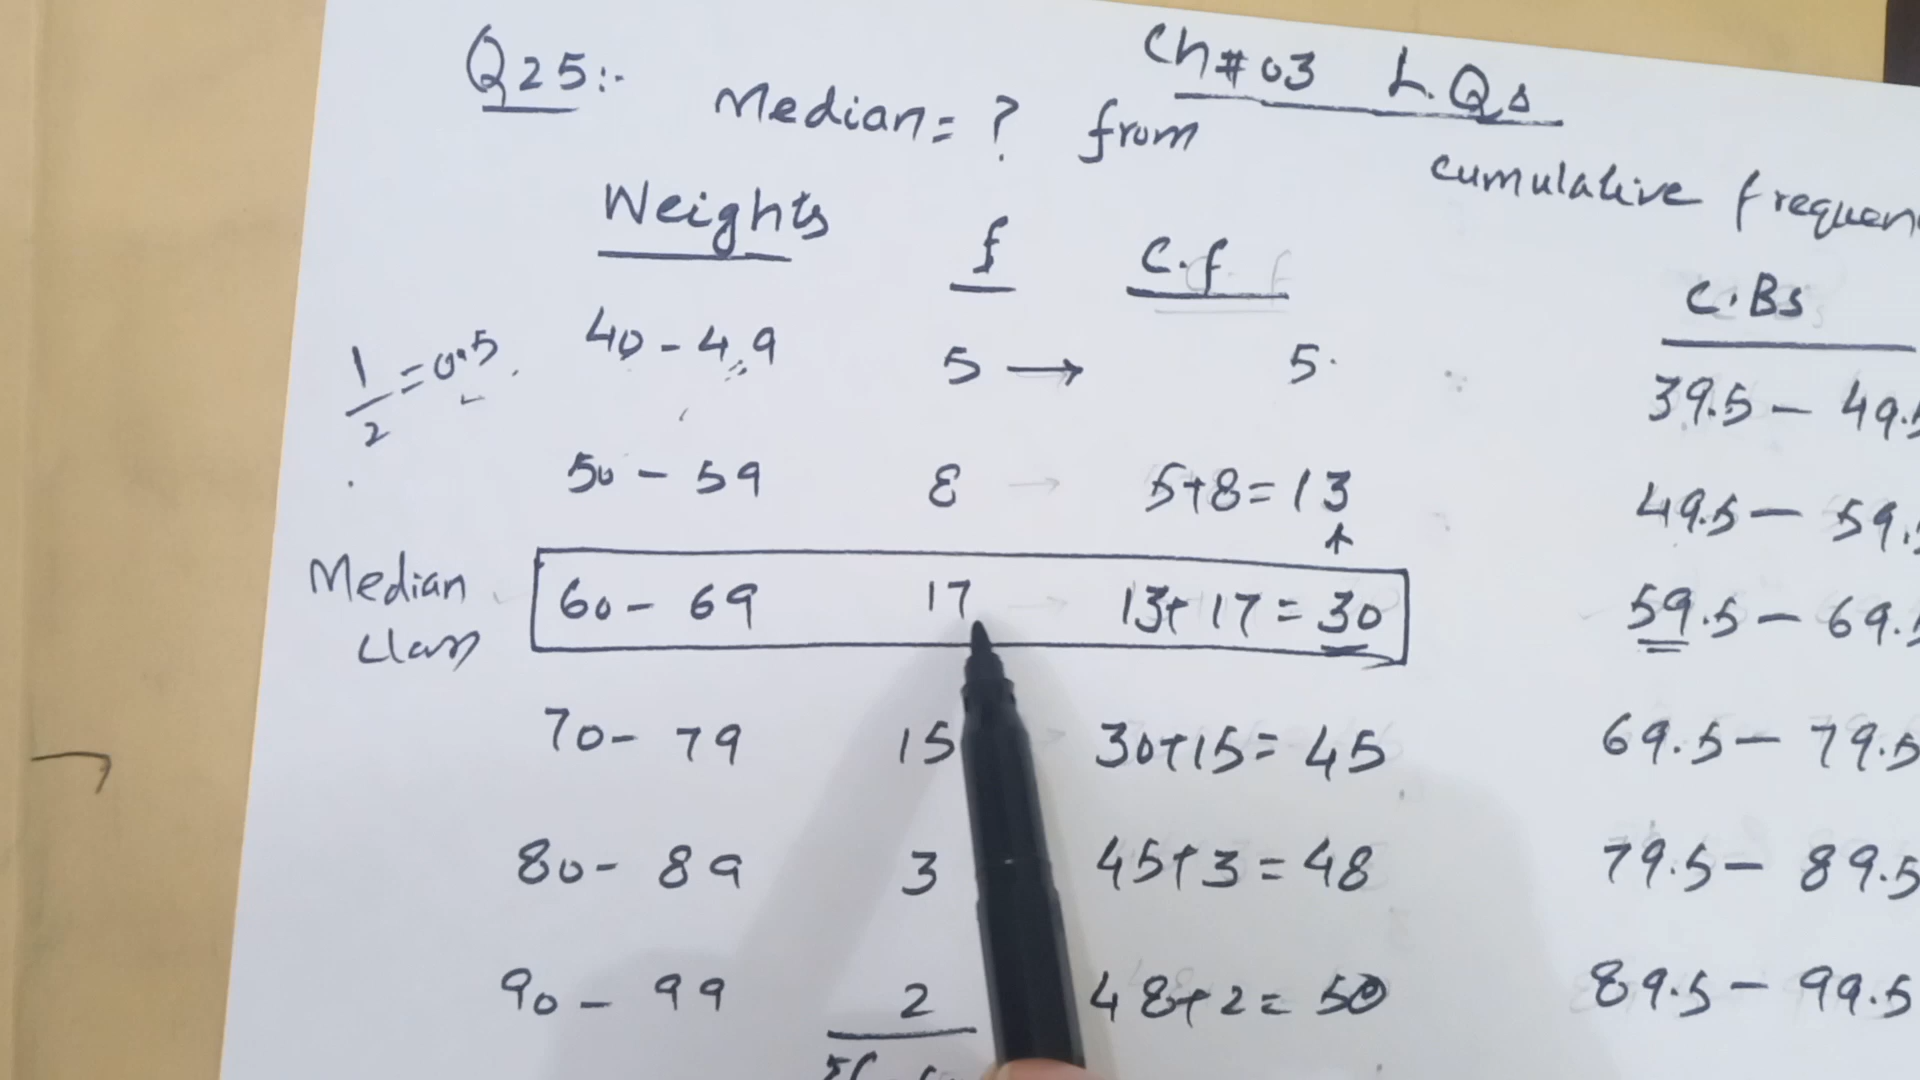 Q25:-
Ch#03 L.Qs
Median = ? from
cumulative frequen
Weights f C.f C.Bs
40 - 49 5 → 5. 39.5 - 49.5
1/2 = 0.5
50 - 59 8 → 5+8=13 49.5 - 59.
Median class
60 - 69 17 → 13+17=30 59.5 - 69.
70 - 79 15 → 30+15=45 69.5 - 79.5
80 - 89 3 45+3=48 79.5 - 89.5
90 - 99 2 48+2=50 89.5 - 99.5